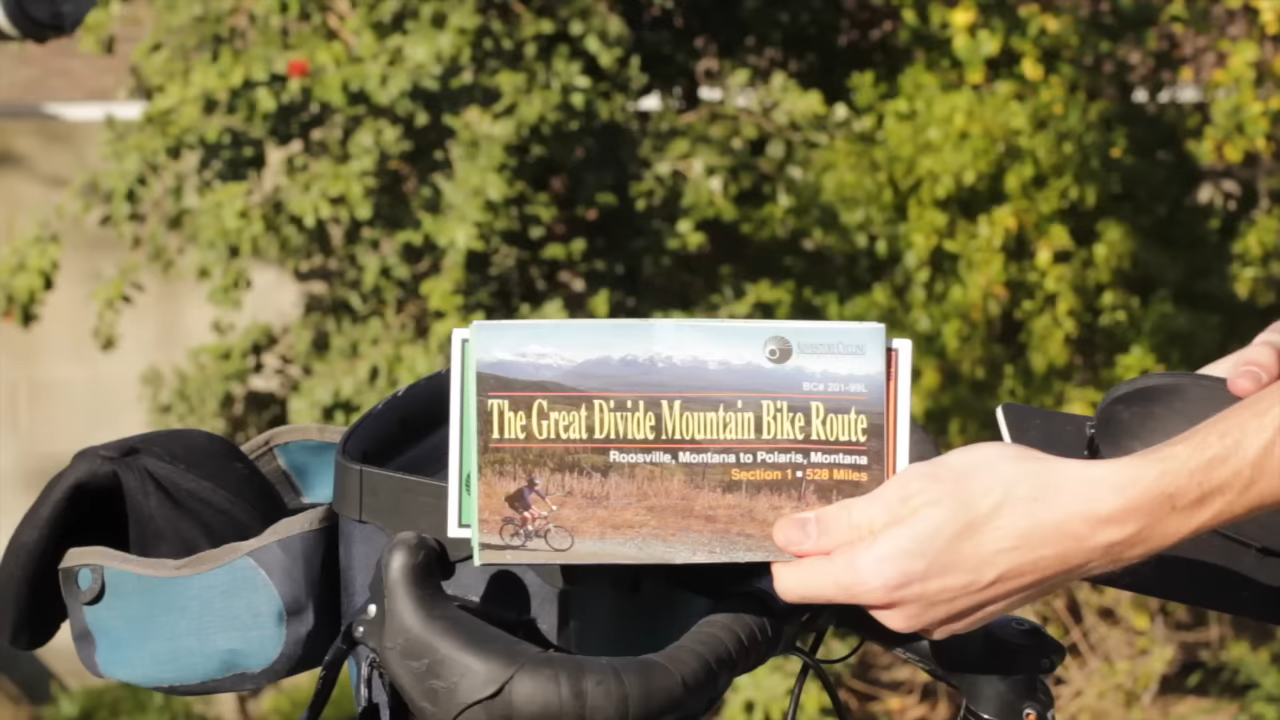 ADVENTURE CYCLING
BC# 201-99L
The Great Divide Mountain Bike Route
Roosville, Montana to Polaris, Montana
Section 1 ▪ 528 Miles